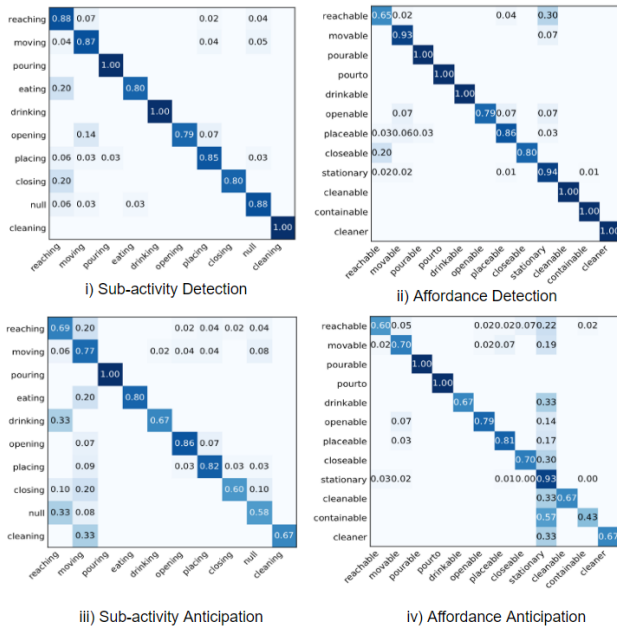 reaching 0.88 0.07 0.02 0.04
moving 0.04 0.87 0.04 0.05
pouring 1.00
eating 0.20 0.80
drinking 1.00
opening 0.14 0.79 0.07
placing 0.06 0.03 0.03 0.85 0.03
closing 0.20 0.80
null 0.06 0.03 0.03 0.88
cleaning 1.00
reaching moving pouring eating drinking opening placing closing null cleaning
i) Sub-activity Detection
reachable 0.65 0.02 0.04 0.30
movable 0.93 0.07
pourable 1.00
pourto 1.00
drinkable 1.00
openable 0.07 0.79 0.07 0.07
placeable 0.03 0.06 0.03 0.86 0.03
closeable 0.20 0.80
stationary 0.02 0.02 0.01 0.94 0.01
cleanable 1.00
containable 1.00
cleaner 1.00
reachable movable pourable pourto drinkable openable placeable closeable stationary cleanable containable cleaner
ii) Affordance Detection
reaching 0.69 0.20 0.02 0.04 0.02 0.04
moving 0.06 0.77 0.02 0.04 0.04 0.08
pouring 1.00
eating 0.20 0.80
drinking 0.33 0.67
opening 0.07 0.86 0.07
placing 0.09 0.03 0.82 0.03 0.03
closing 0.10 0.20 0.60 0.10
null 0.33 0.08 0.58
cleaning 0.33 0.67
reaching moving pouring eating drinking opening placing closing null cleaning
iii) Sub-activity Anticipation
reachable 0.60 0.05 0.02 0.02 0.07 0.22 0.02
movable 0.02 0.70 0.02 0.07 0.19
pourable 1.00
pourto 1.00
drinkable 0.67 0.33
openable 0.07 0.79 0.14
placeable 0.03 0.81 0.17
closeable 0.70 0.30
stationary 0.03 0.02 0.01 0.00 0.93 0.00
cleanable 0.33 0.67
containable 0.57 0.43
cleaner 0.33 0.67
reachable movable pourable pourto drinkable openable placeable closeable stationary cleanable containable cleaner
iv) Affordance Anticipation